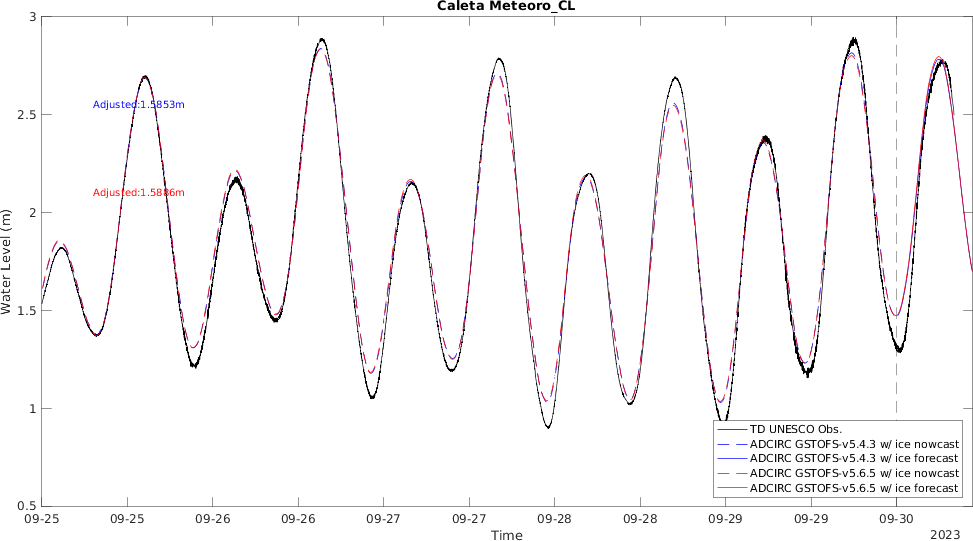 Caleta Meteoro_CL
3
2.5
2
1.5
1
0.5
Water Level (m)
Adjusted:1.5853m
Adjusted:1.5886m
TD UNESCO Obs.
ADCIRC GSTOFS-v5.4.3 w/ ice nowcast
ADCIRC GSTOFS-v5.4.3 w/ ice forecast
ADCIRC GSTOFS-v5.6.5 w/ ice nowcast
ADCIRC GSTOFS-v5.6.5 w/ ice forecast
09-25 09-25 09-26 09-26 09-27 09-27 09-28 09-28 09-29 09-29 09-30
Time
2023